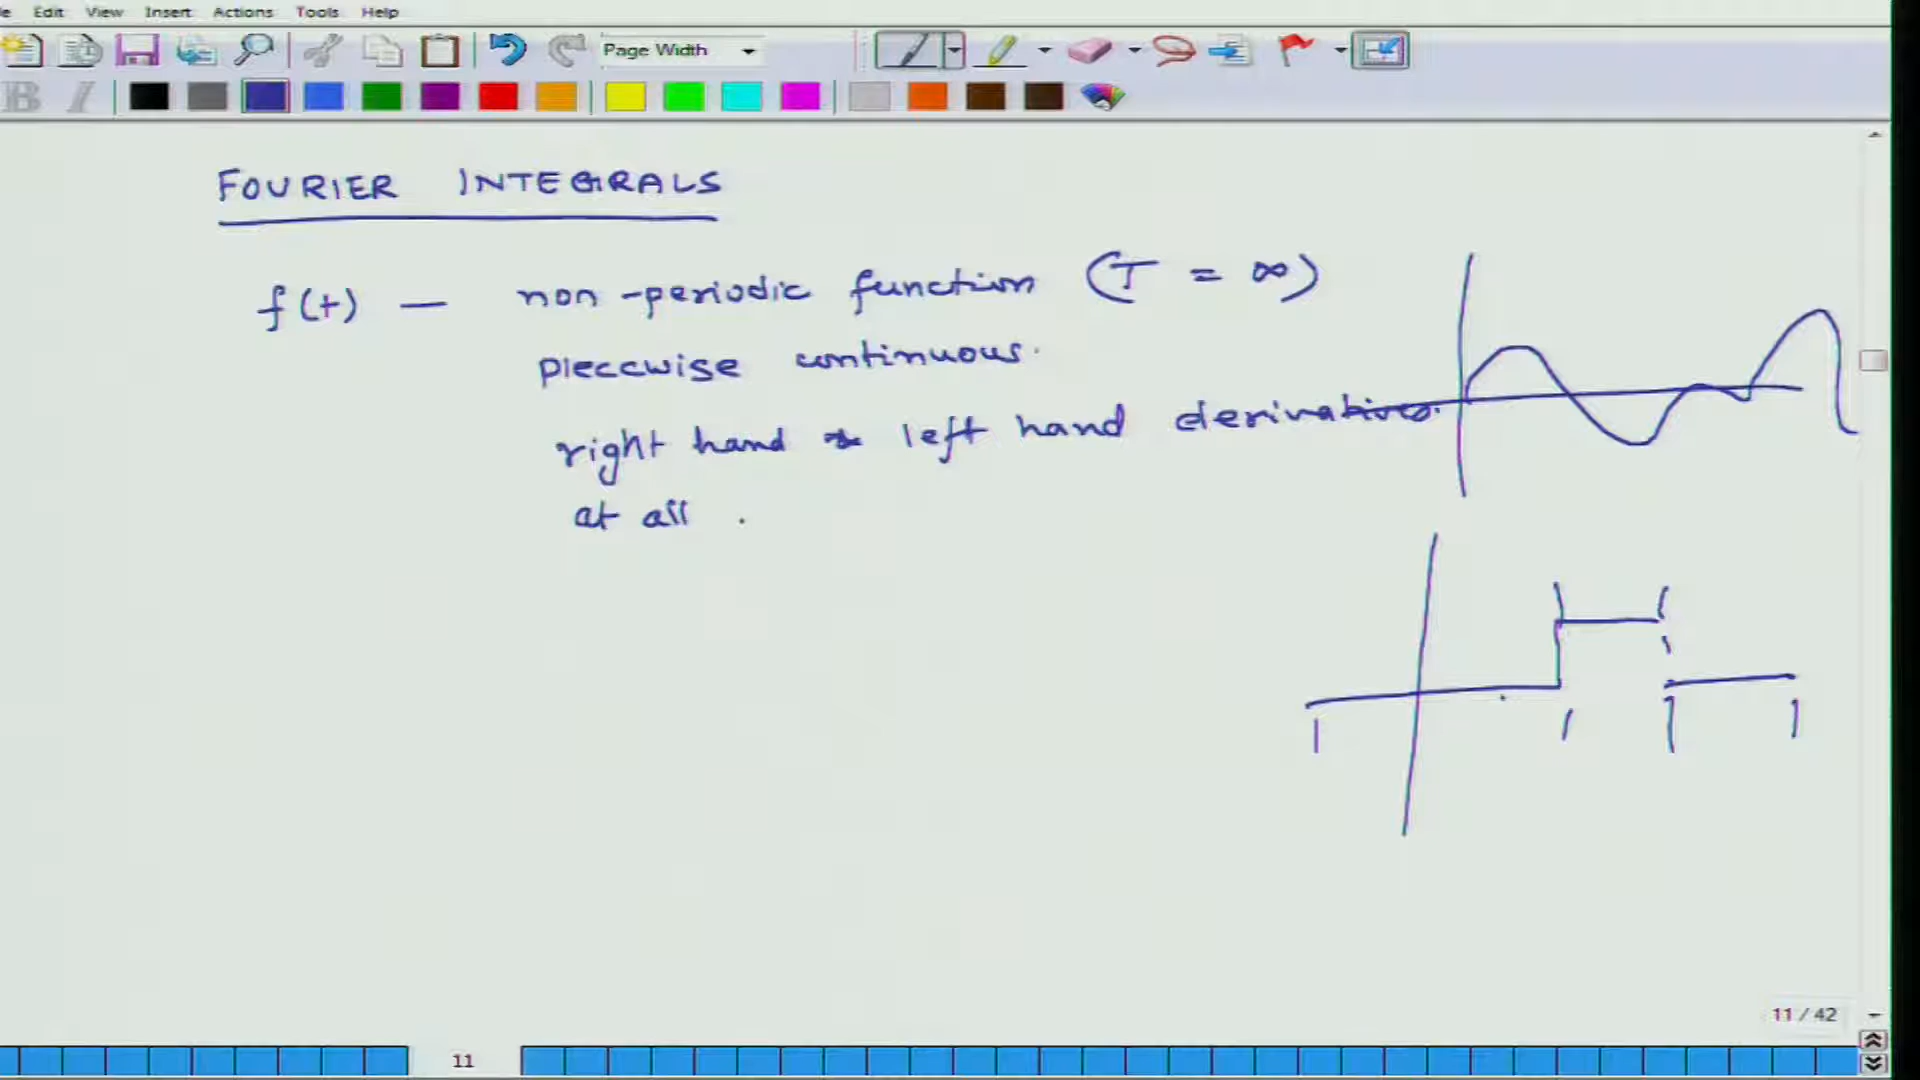 Edit View Insert Actions Tools Help
Page Width
B I
FOURIER INTEGRALS
f(t) — non-periodic function (T = ∞)
piecewise continuous.
right hand & left hand derivatives.
at all .
11 / 42
11